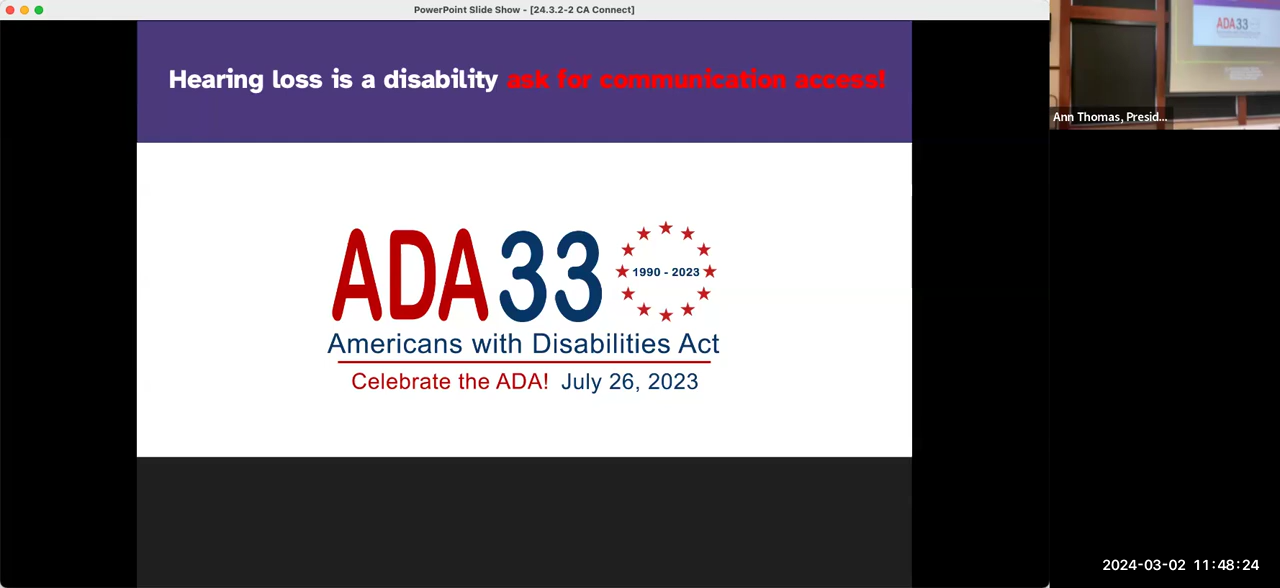 PowerPoint Slide Show - [24.3.2-2 CA Connect]
Hearing loss is a disability ask for communication access!
ADA 33
1990 - 2023
Americans with Disabilities Act
Celebrate the ADA! July 26, 2023
ADA33
Ann Thomas, Presid...
2024-03-02 11:48:24